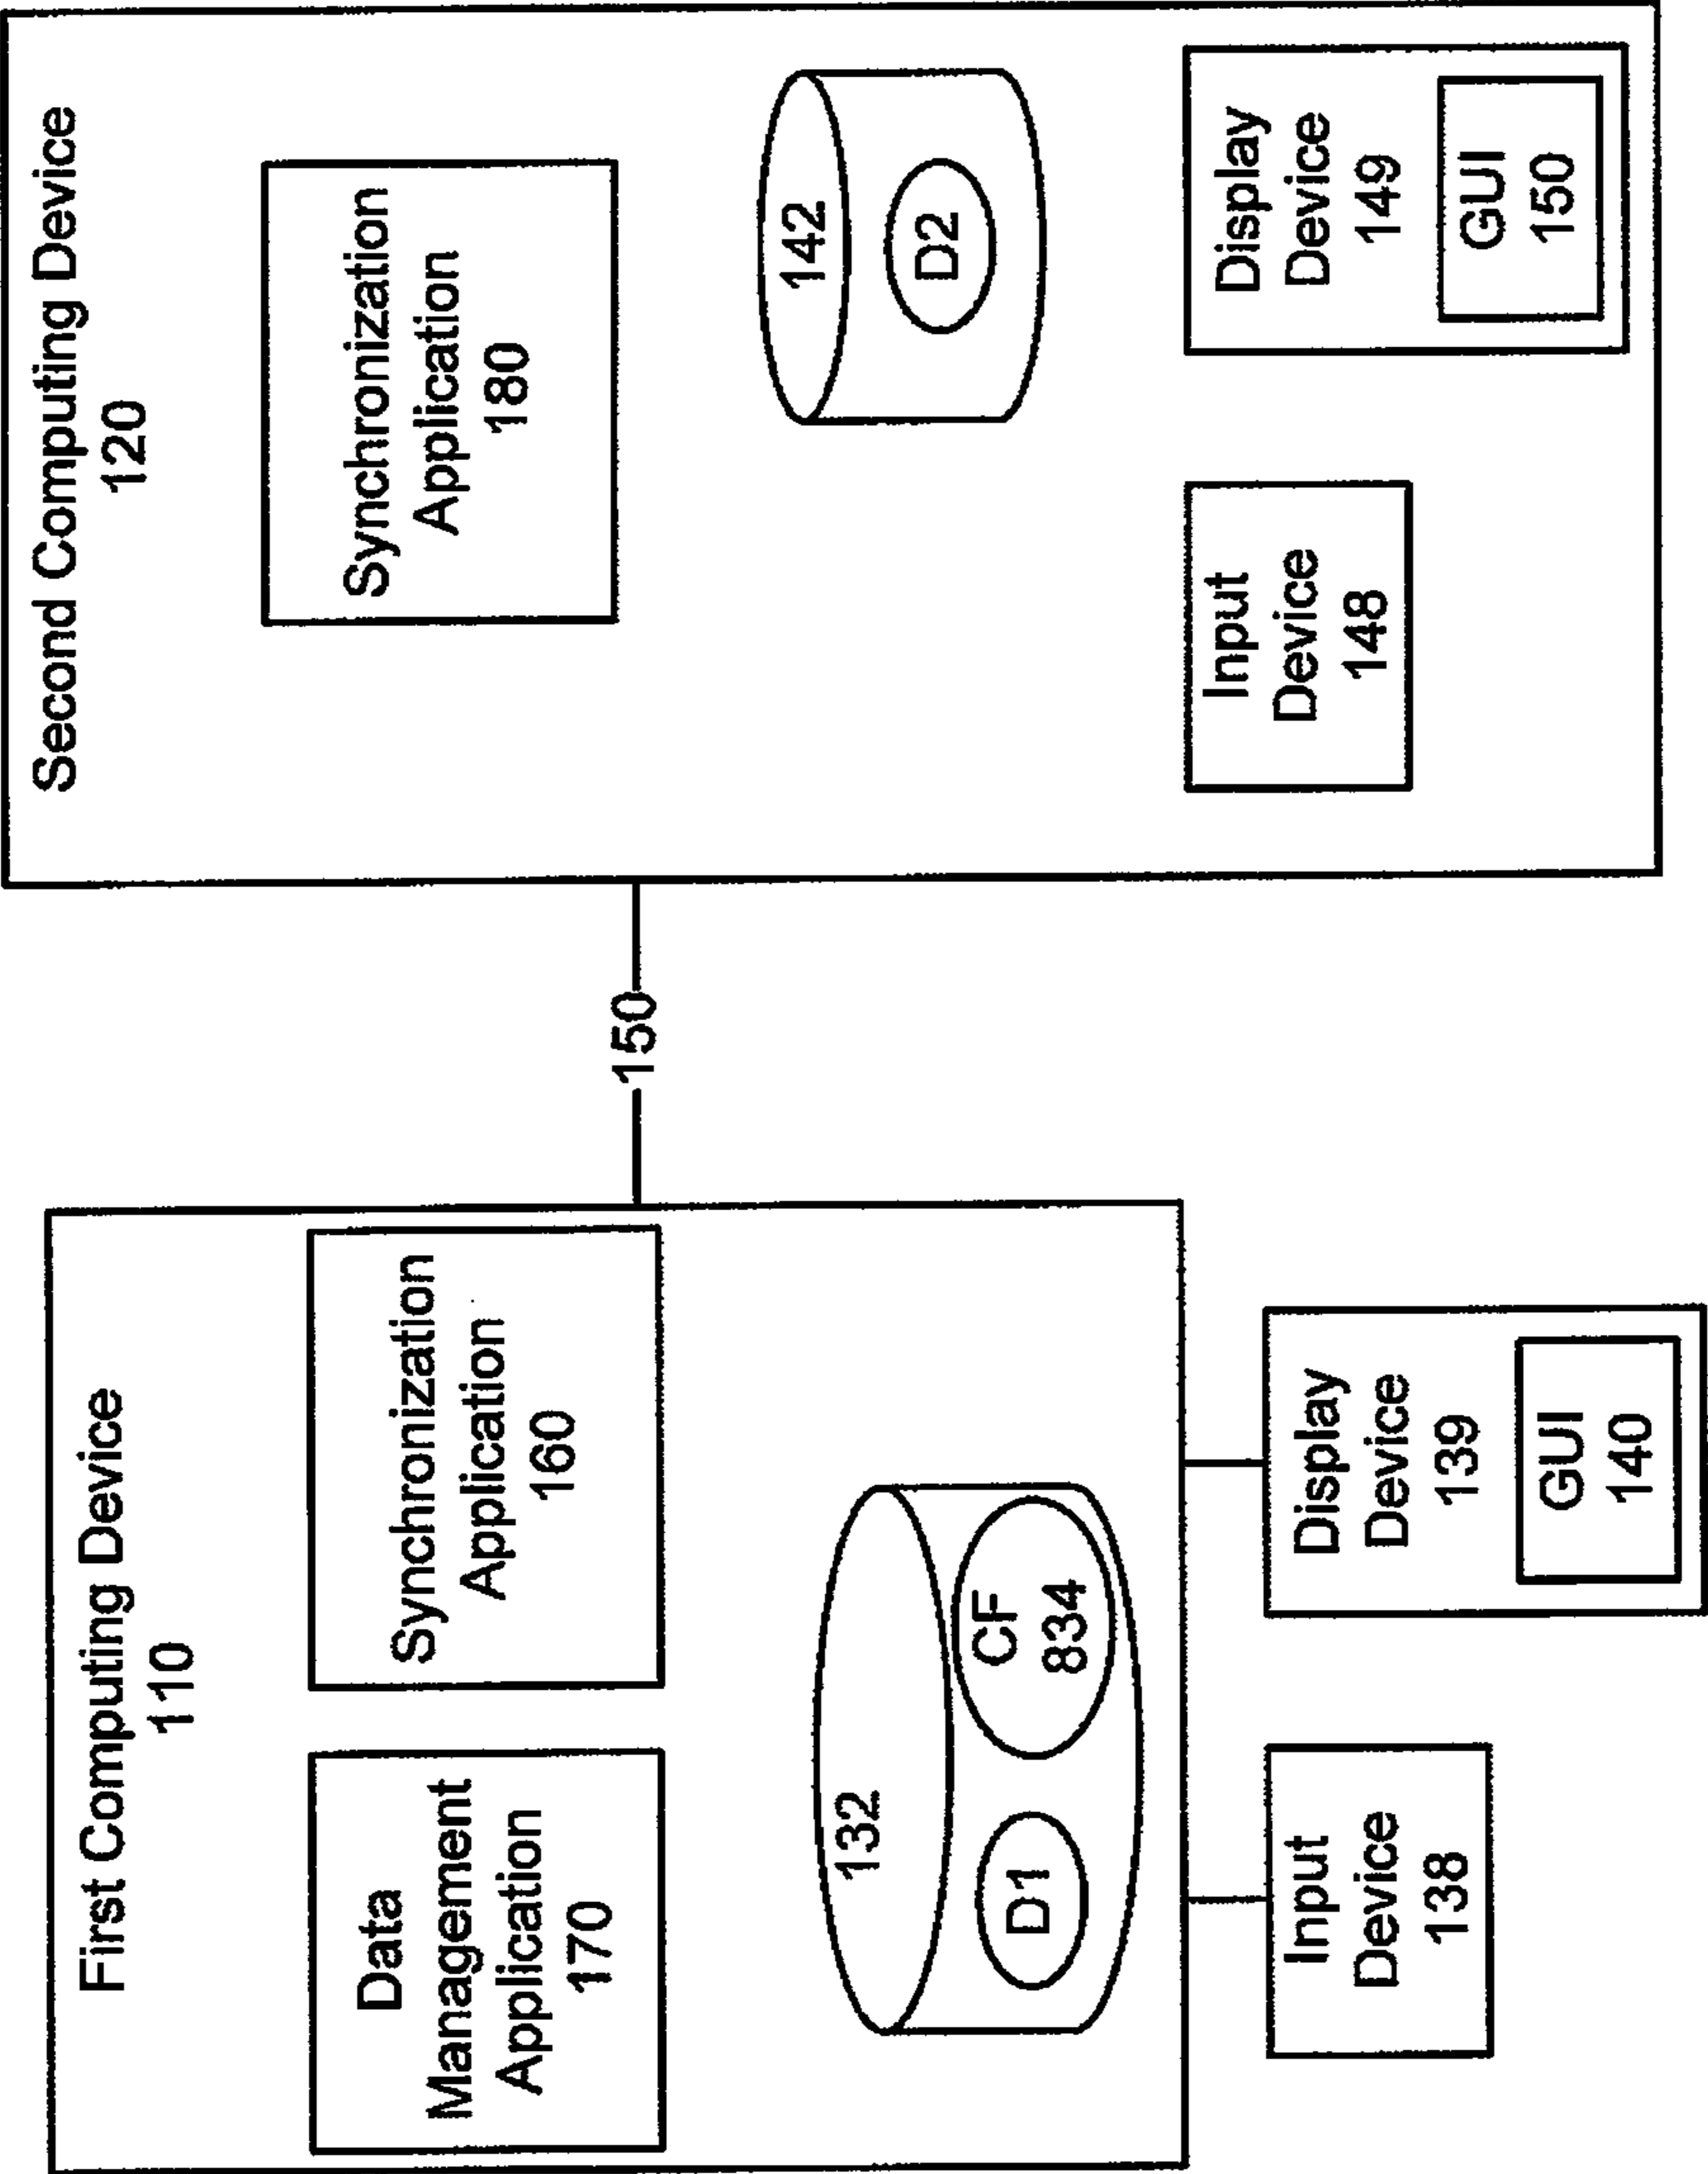 First Computing Device
110
Data
Management
Application
170
Synchronization
Application
160
132
D1
CF
834
Input
Device
138
Display
Device
139
GUI
140
150
Second Computing Device
120
Synchronization
Application
180
142
D2
Input
Device
148
Display
Device
149
GUI
150